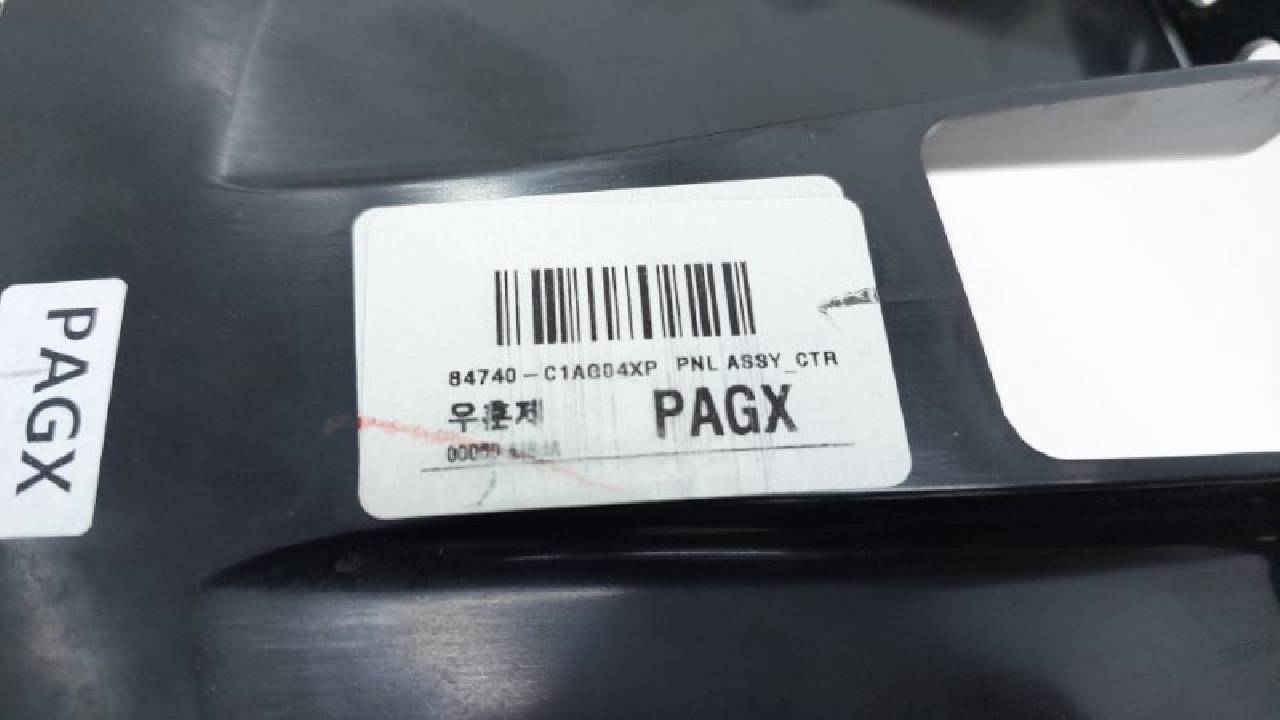 PAGX
84740-C1AG04XP PNL ASSY_CTR
우훈제 PAGX